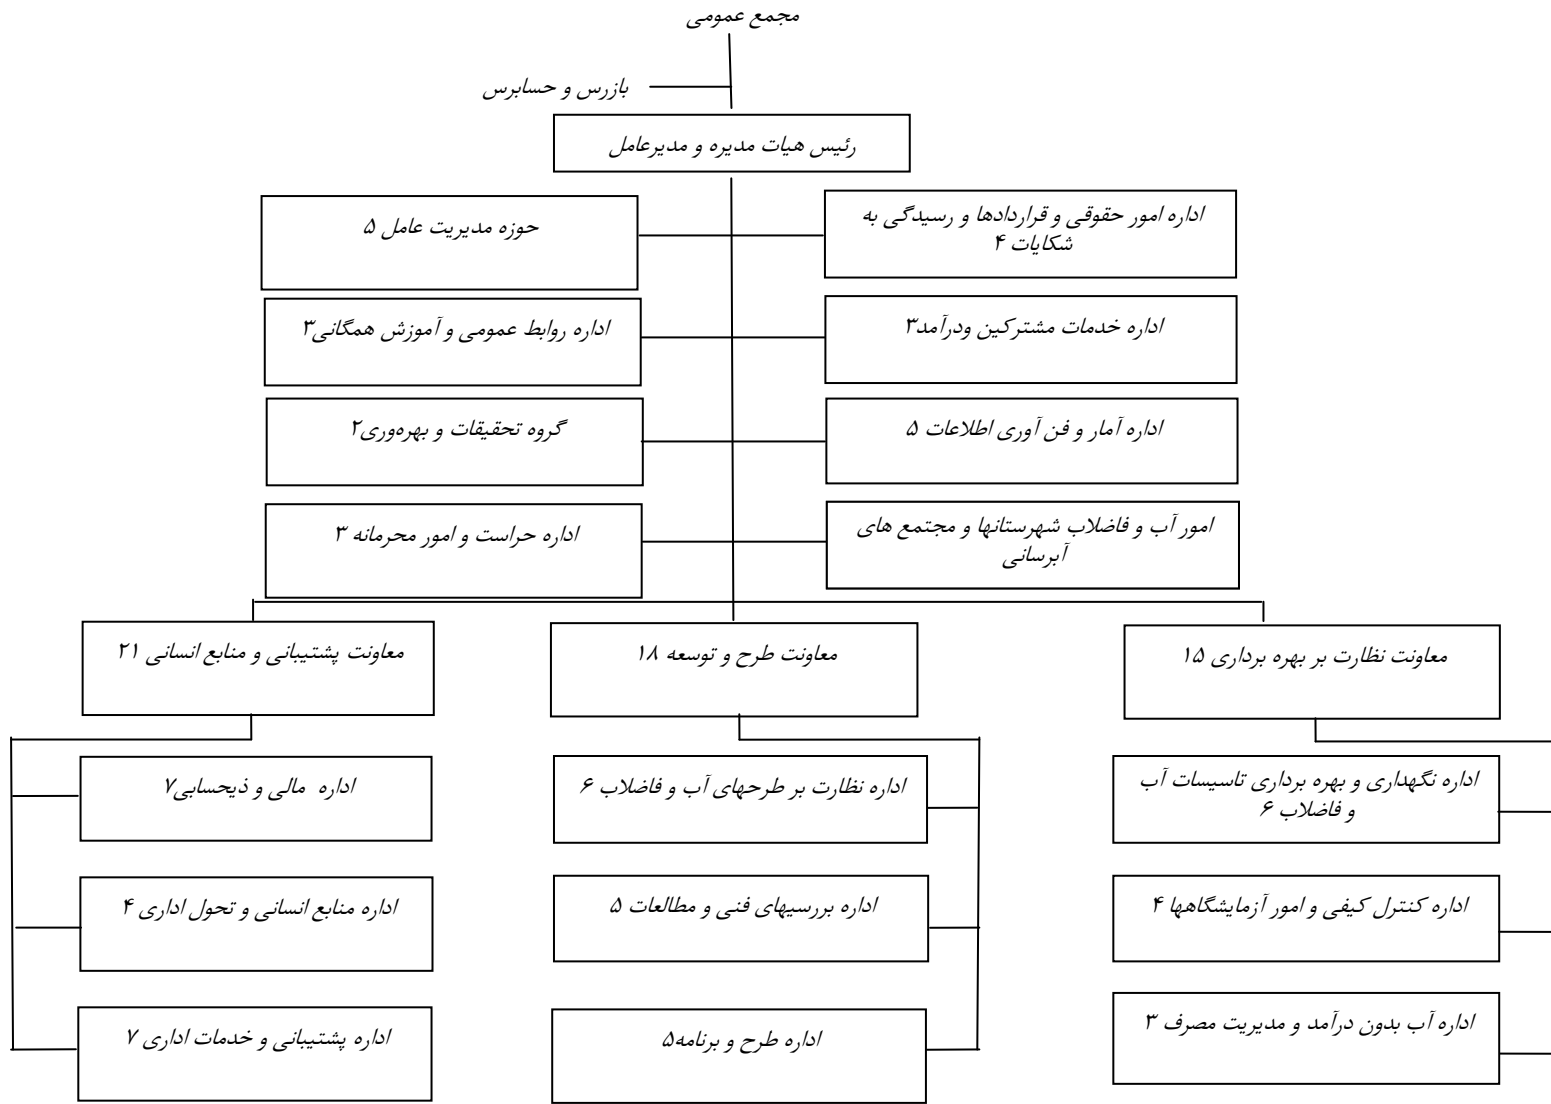 مجمع عمومی
بازرس و حسابرس
رئیس هیات مدیره و مدیرعامل
اداره امور حقوقی و قراردادها و رسیدگی به
شکایات ۴
حوزه مدیریت عامل ۵
اداره خدمات مشترکین ودرآمد۳
اداره روابط عمومی و آموزش همگانی۳
اداره آمار و فن آوری اطلاعات ۵
گروه تحقیقات و بهره‌وری۲
امور آب و فاضلاب شهرستانها و مجتمع های
آبرسانی
اداره حراست و امور محرمانه ۳
معاونت نظارت بر بهره برداری ۱۵
معاونت طرح و توسعه ۱۸
معاونت پشتیبانی و منابع انسانی ۲۱
اداره نگهداری و بهره برداری تاسیسات آب
و فاضلاب ۶
اداره نظارت بر طرحهای آب و فاضلاب ۶
اداره مالی و ذیحسابی۷
اداره کنترل کیفی و امور آزمایشگاهها ۴
اداره بررسیهای فنی و مطالعات ۵
اداره منابع انسانی و تحول اداری ۴
اداره آب بدون درآمد و مدیریت مصرف ۳
اداره طرح و برنامه۵
اداره پشتیبانی و خدمات اداری ۷